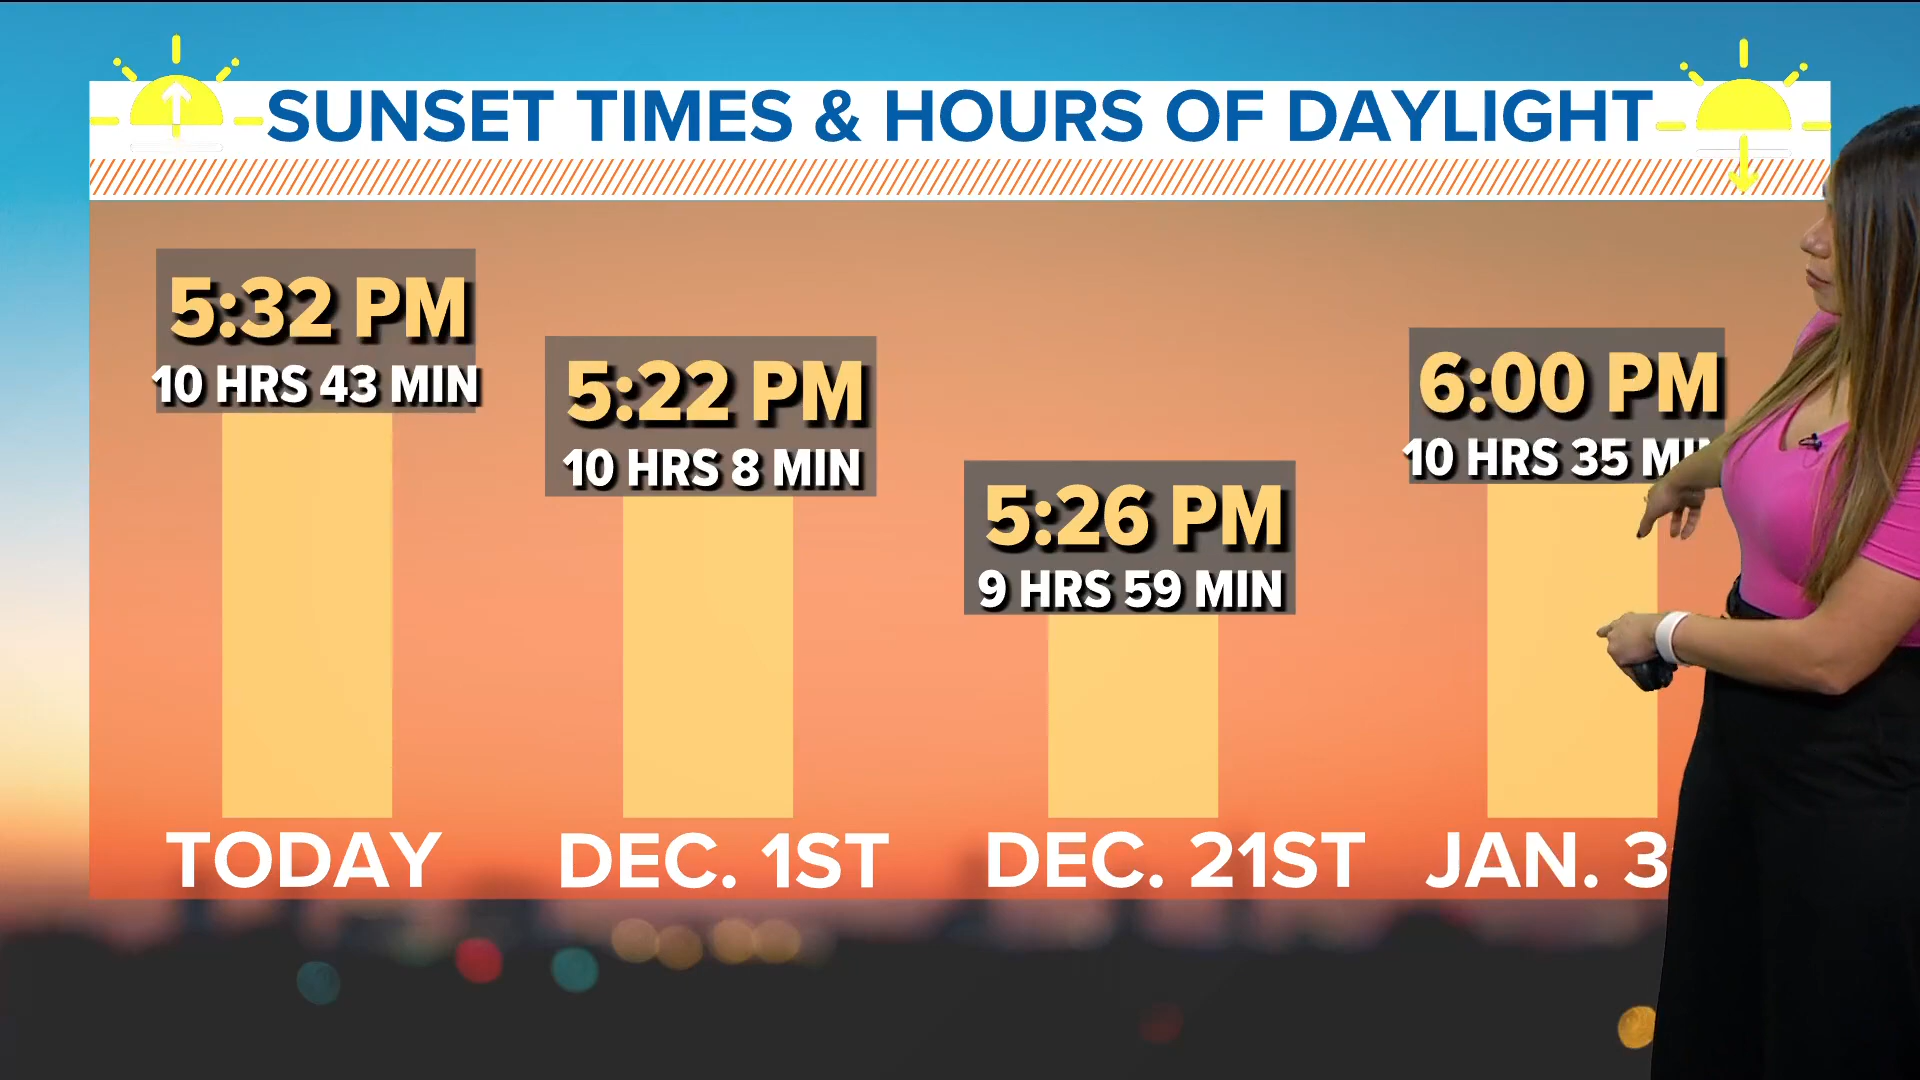 SUNSET TIMES & HOURS OF DAYLIGHT
5:32 PM
10 HRS 43 MIN
TODAY
5:22 PM
10 HRS 8 MIN
DEC. 1ST
5:26 PM
9 HRS 59 MIN
DEC. 21ST
6:00 PM
10 HRS 35
JAN.